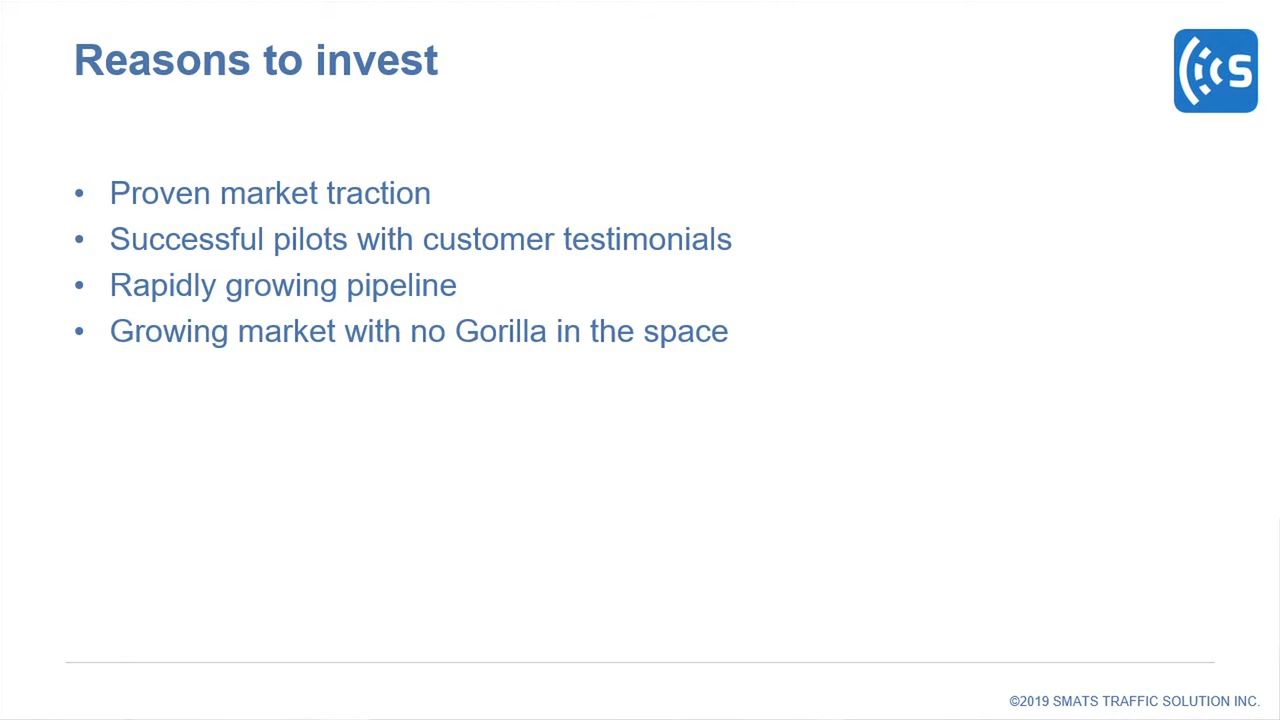 Reasons to invest
S
• Proven market traction
• Successful pilots with customer testimonials
• Rapidly growing pipeline
• Growing market with no Gorilla in the space
©2019 SMATS TRAFFIC SOLUTION INC.